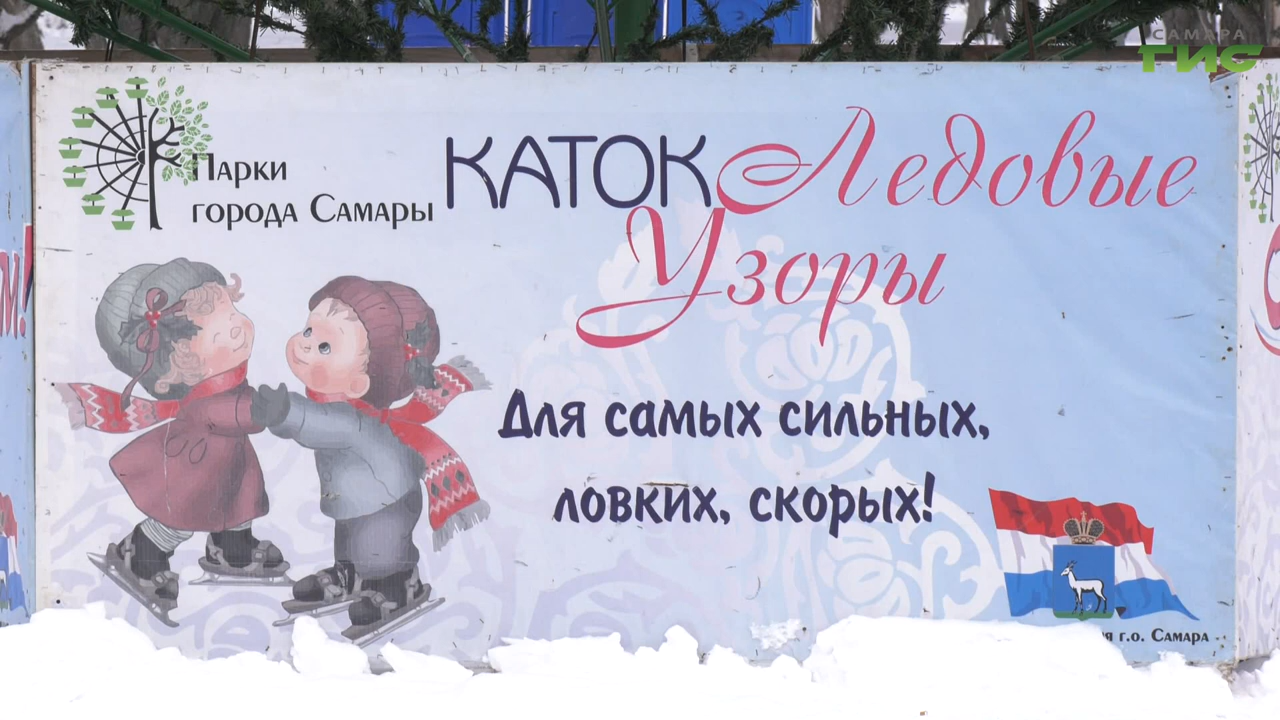 САМАРА
ГИС
Парки
города Самары
КАТОК Ледовые
Узоры
Для самых сильных,
ловких, скорых!
г.о. Самара